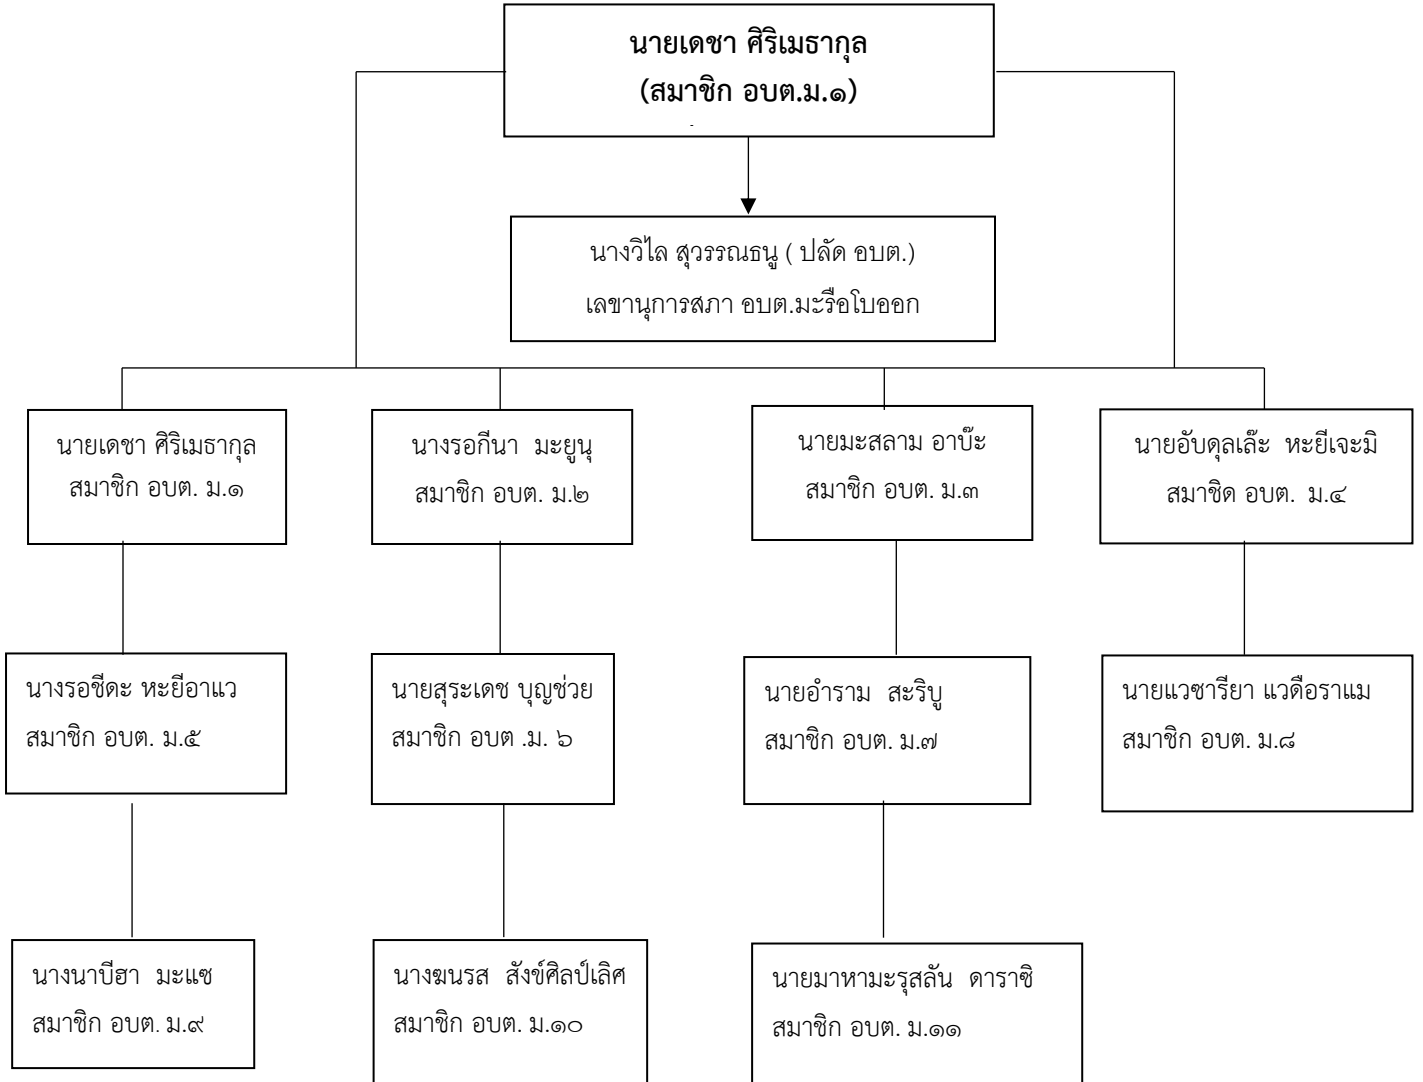 นายเดชา ศิริเมธากุล
(สมาชิก อบต.ม.๑)
นางวิไล สุวรรณธนู ( ปลัด อบต.)
เลขานุการสภา อบต.มะรือโบออก
นายเดชา ศิริเมธากุล
สมาชิก อบต. ม.๑
นางรอกีนา มะยูนุ
สมาชิก อบต. ม.๒
นายมะสลาม อาบ๊ะ
สมาชิก อบต. ม.๓
นายอับดุลเล๊ะ หะยีเจะมิ
สมาชิด อบต. ม.๔
นางรอซีดะ หะยีอาแว
สมาชิก อบต. ม.๕
นายสุระเดช บุญช่วย
สมาชิก อบต .ม. ๖
นายอำราม สะริบู
สมาชิก อบต. ม.๗
นายแวซารียา แวดือราแม
สมาชิก อบต. ม.๘
นางนาบีฮา มะแซ
สมาชิก อบต. ม.๙
นางฆนรส สังข์ศิลป์เลิศ
สมาชิก อบต. ม.๑๐
นายมาหามะรุสลัน ดาราซิ
สมาชิก อบต. ม.๑๑